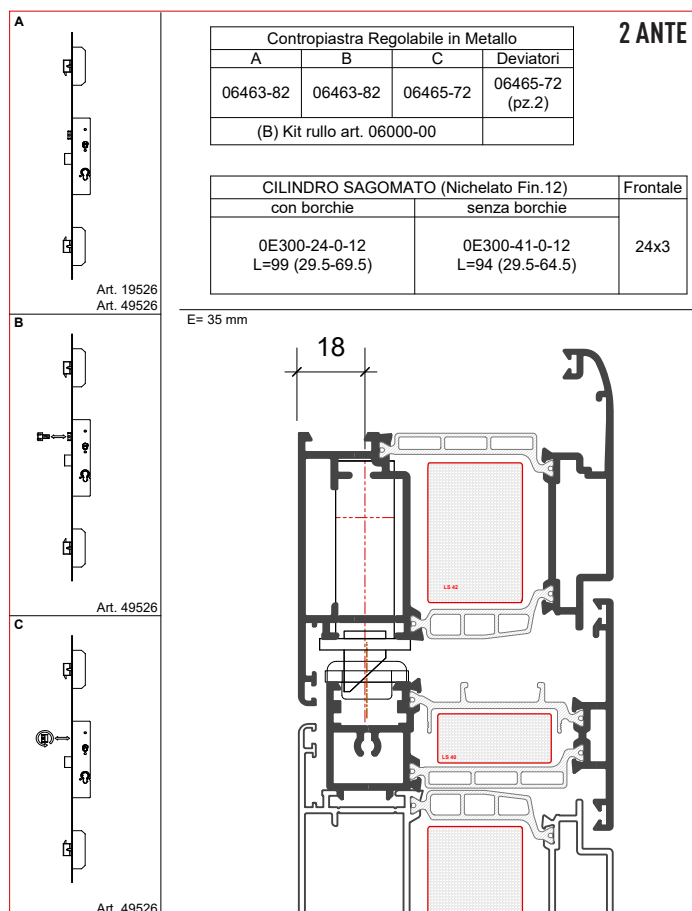 A
Art. 19526
Art. 49526
B
Art. 49526
C
Art. 49526
2 ANTE
Contropiastra Regolabile in Metallo
A B C Deviatori
06463-82 06463-82 06465-72 06465-72 (pz.2)
(B) Kit rullo art. 06000-00
CILINDRO SAGOMATO (Nichelato Fin.12) Frontale
con borchie senza borchie
0E300-24-0-12 0E300-41-0-12 24x3
L=99 (29.5-69.5) L=94 (29.5-64.5)
E= 35 mm
18
LS 42
LS 40